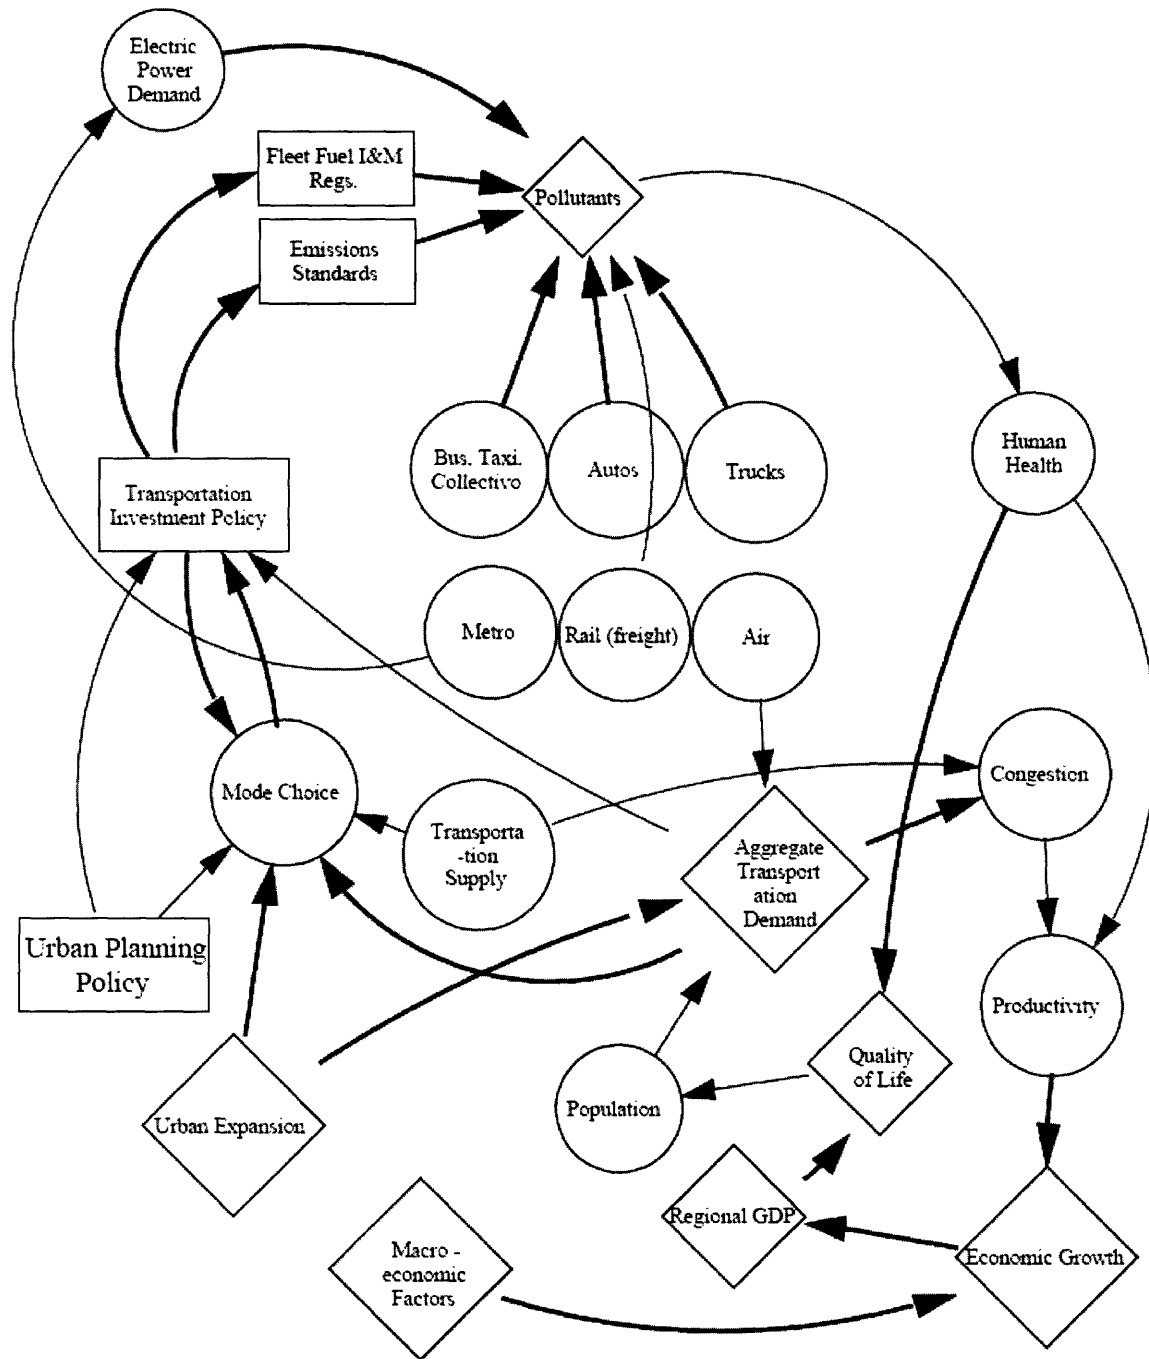 Electric
Power
Demand
Fleet Fuel I&M
Regs.
Pollutants
Emissions
Standards
Human
Health
Bus. Taxi.
Collectivo
Autos
Trucks
Transportation
Investment Policy
Metro
Rail (freight)
Air
Mode Choice
Congestion
Transporta
-tion
Supply
Aggregate
Transport
ation
Demand
Urban Planning
Policy
Productivity
Quality
of Life
Population
Urban Expansion
Regional GDP
Macro -
economic
Factors
Economic Growth